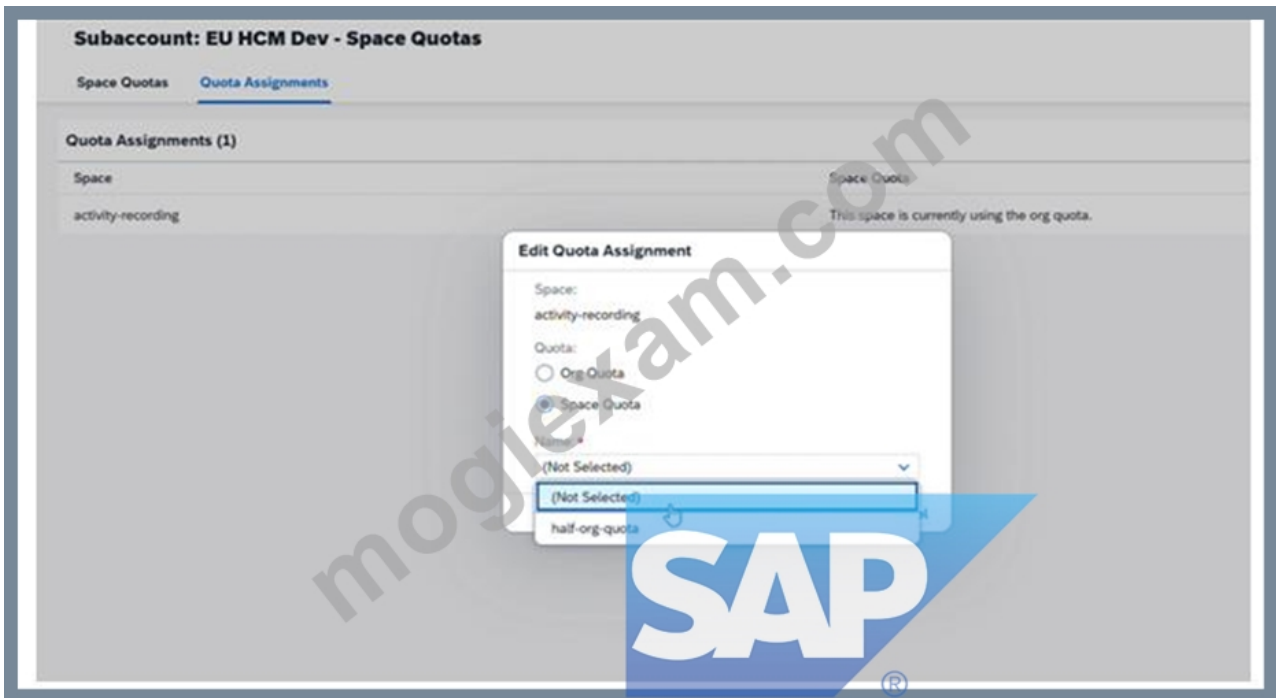 Subaccount: EU HCM Dev - Space Quotas
Space Quotas Quota Assignments
Quota Assignments (1)
Space Space Quota
activity-recording This space is currently using the org quota.
Edit Quota Assignment
Space:
activity-recording
Quota:
Org Quota
Space Quota
Name: *
(Not Selected)
(Not Selected)
half-org-quota
mogiexam.com
SAP
®